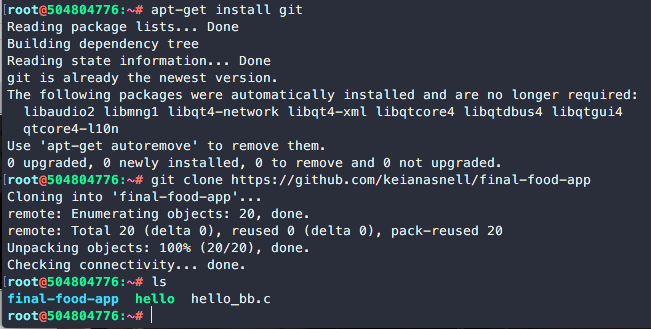 [root@504804776:~# apt-get install git
Reading package lists... Done
Building dependency tree
Reading state information... Done
git is already the newest version.
The following packages were automatically installed and are no longer required:
  libaudio2 libmng1 libqt4-network libqt4-xml libqtcore4 libqtdbus4 libqtgui4
  qtcore4-l10n
Use 'apt-get autoremove' to remove them.
0 upgraded, 0 newly installed, 0 to remove and 0 not upgraded.
[root@504804776:~# git clone https://github.com/keianasnell/final-food-app
Cloning into 'final-food-app'...
remote: Enumerating objects: 20, done.
remote: Total 20 (delta 0), reused 0 (delta 0), pack-reused 20
Unpacking objects: 100% (20/20), done.
Checking connectivity... done.
[root@504804776:~# ls
final-food-app  hello  hello_bb.c
root@504804776:~#